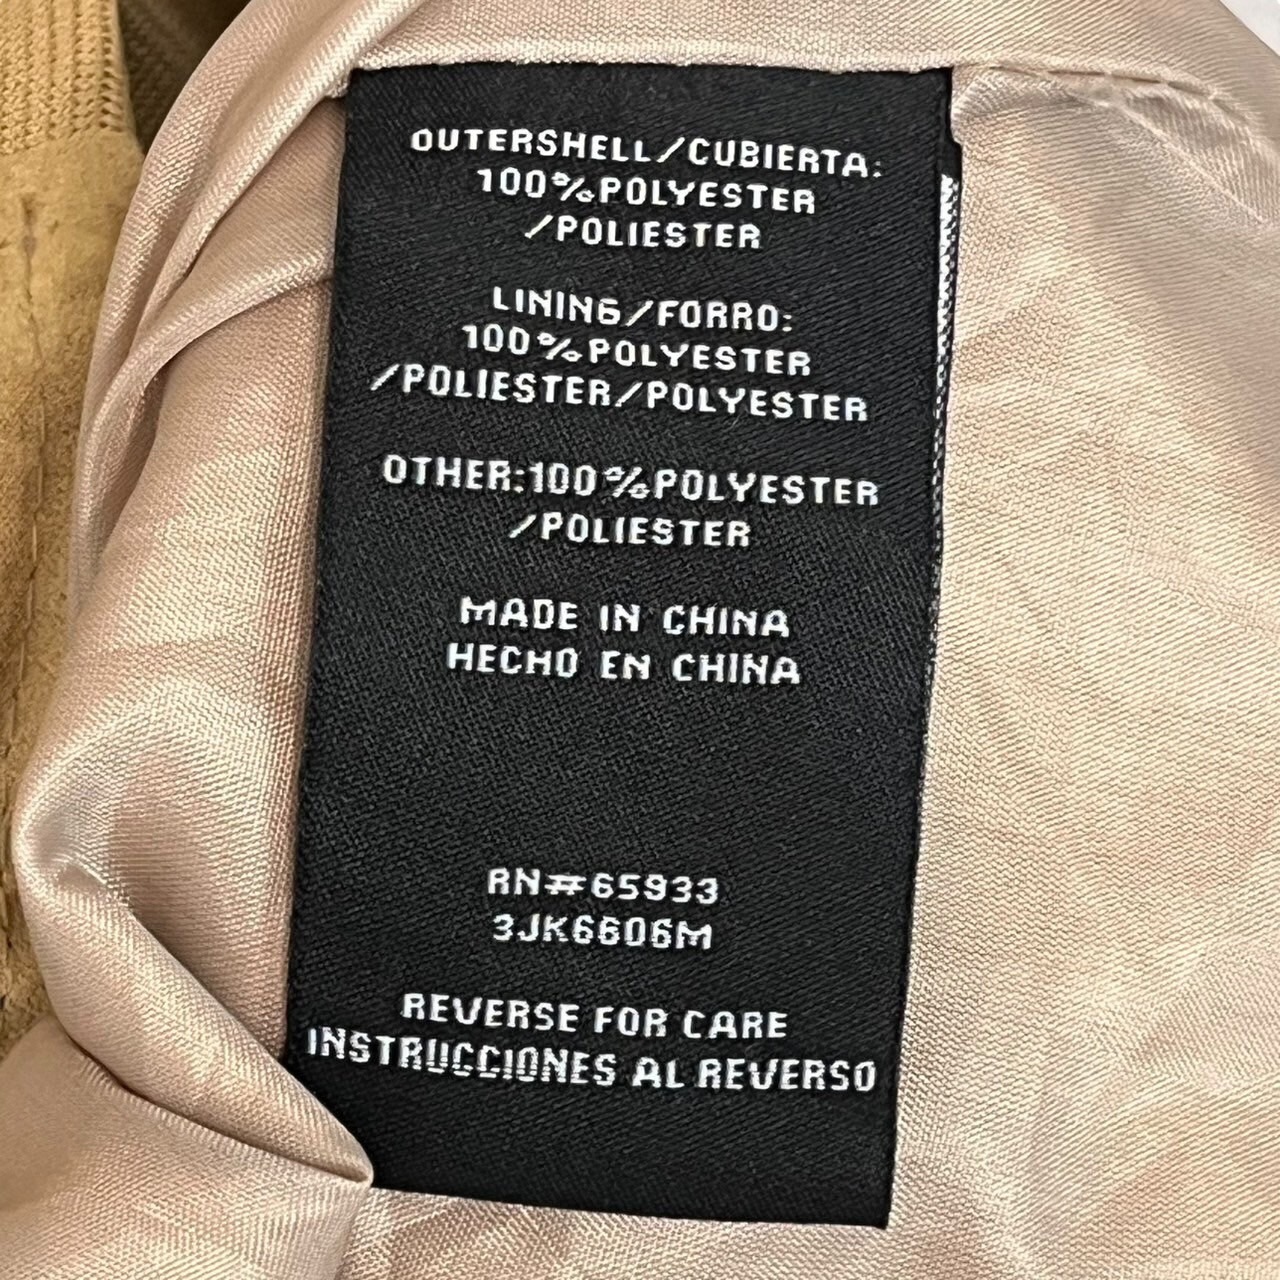 OUTERSHELL/CUBIERTA:
100%POLYESTER
/POLIESTER
LINING/FORRO:
100%POLYESTER
/POLIESTER/POLYESTER
OTHER:100%POLYESTER
/POLIESTER
MADE IN CHINA
HECHO EN CHINA
RN#65933
3JK6606M
REVERSE FOR CARE
INSTRUCCIONES AL REVERSO